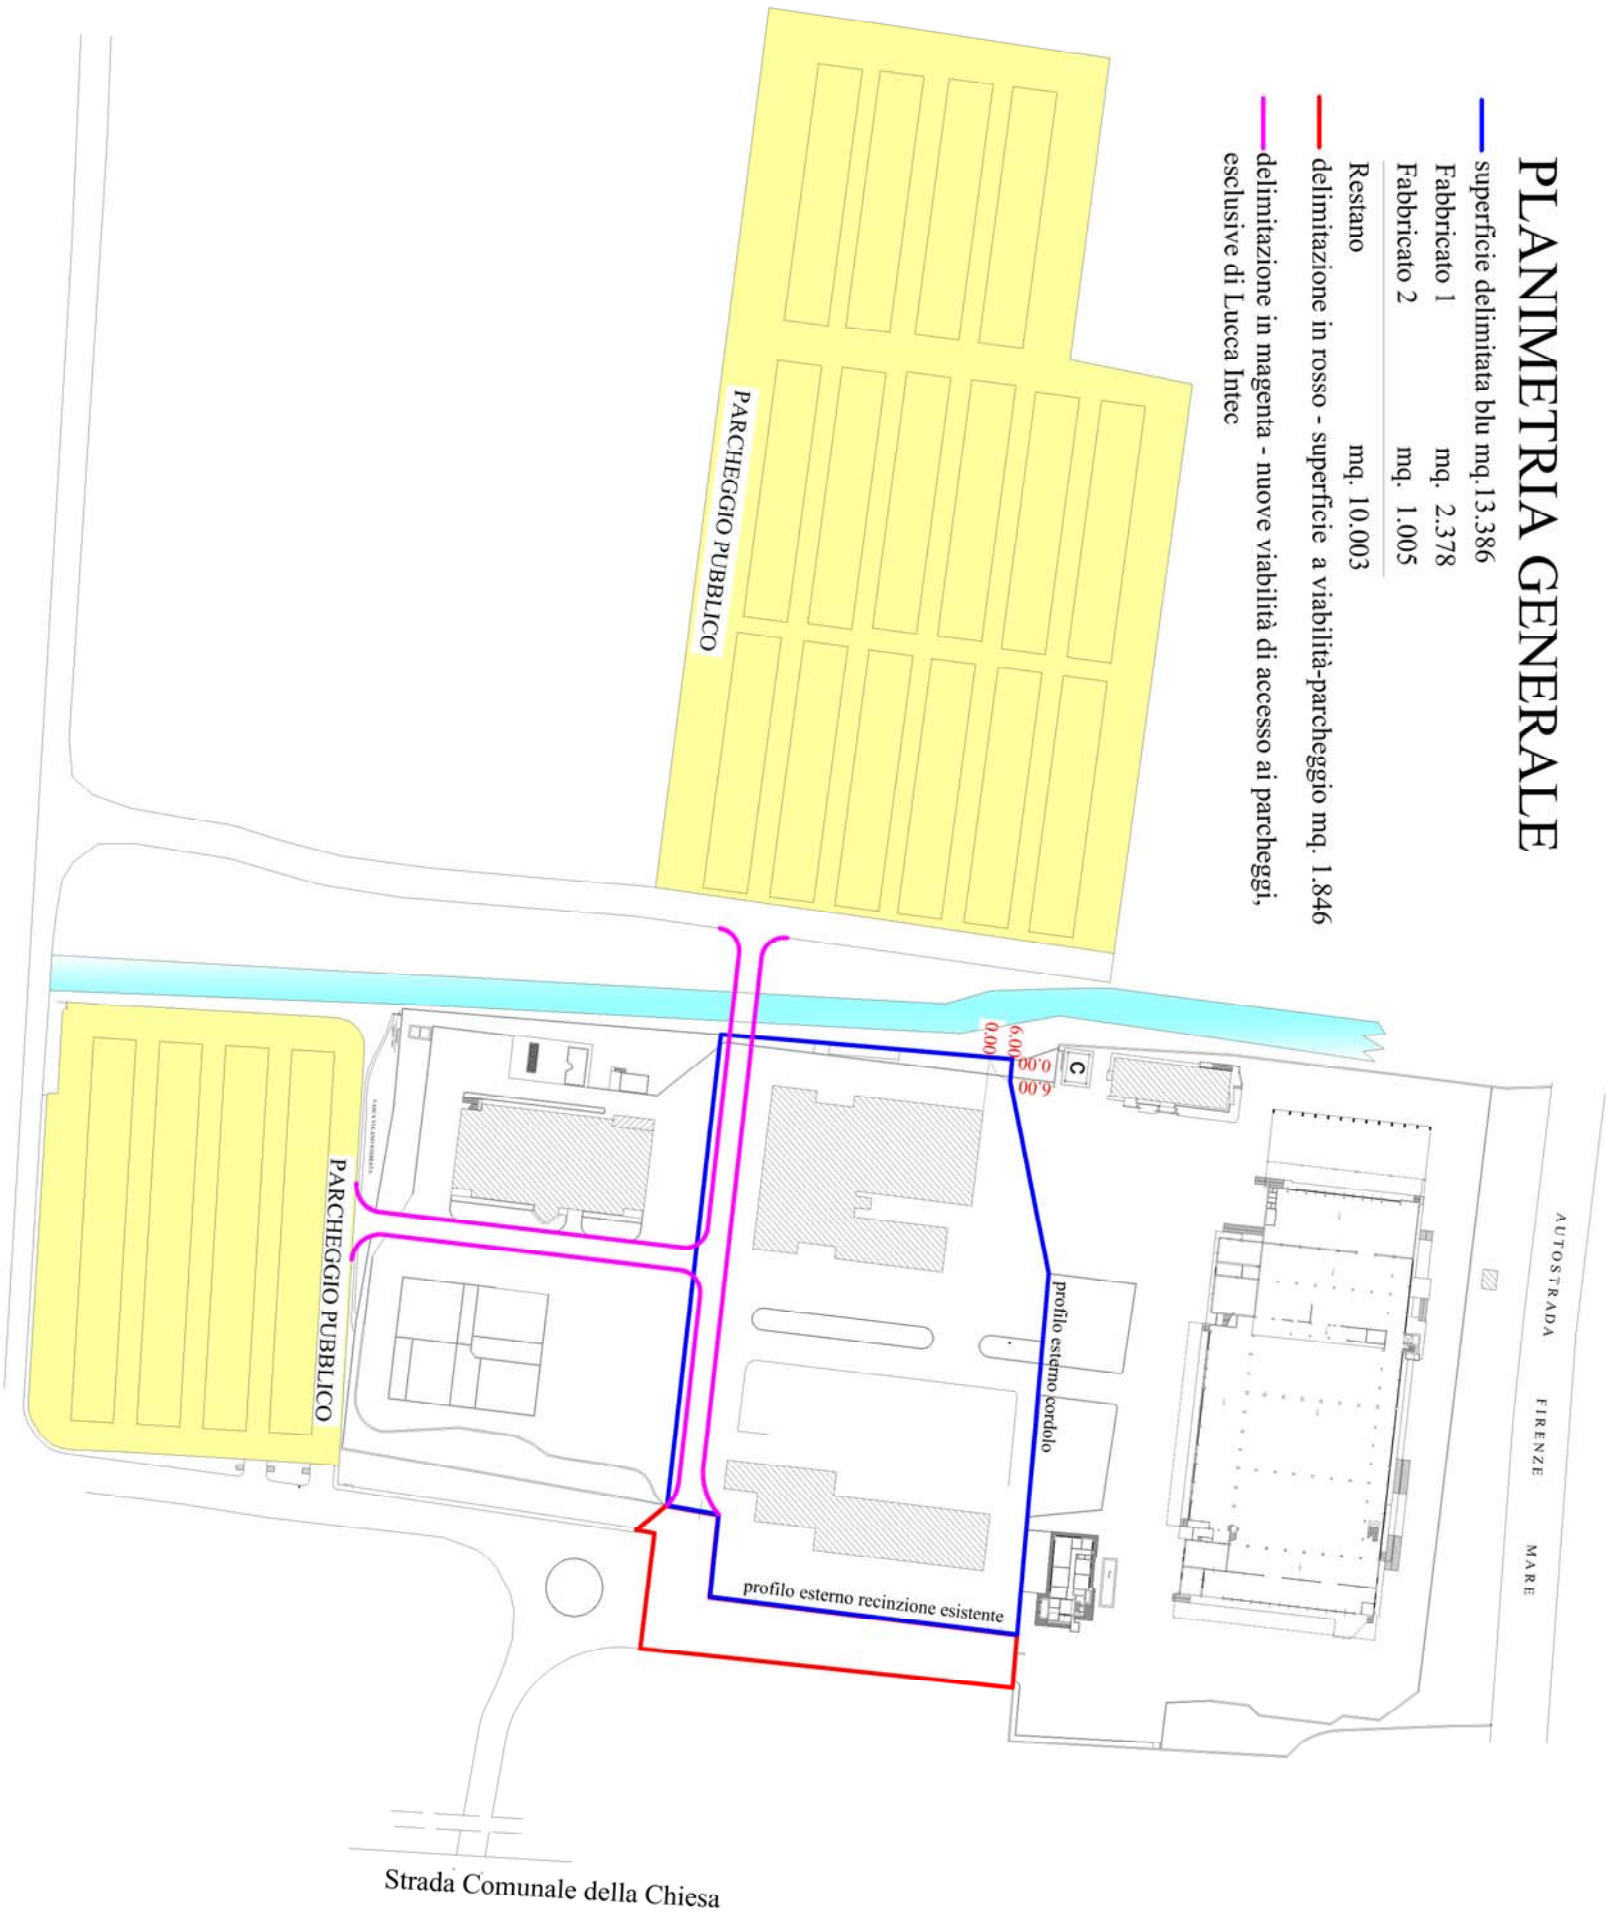 PLANIMETRIA GENERALE
superficie delimitata blu mq.13.386
Fabbricato 1 mq. 2.378
Fabbricato 2 mq. 1.005
Restano mq. 10.003
delimitazione in rosso - superficie a viabilità-parcheggio mq. 1.846
delimitazione in magenta - nuove viabilità di accesso ai parcheggi,
esclusive di Lucca Intec
PARCHEGGIO PUBBLICO
6.00
0.00
0.00
6.00
C
AUTOSTRADA FIRENZE MARE
profilo esterno cordolo
profilo esterno recinzione esistente
PARCHEGGIO PUBBLICO
Strada Comunale della Chiesa